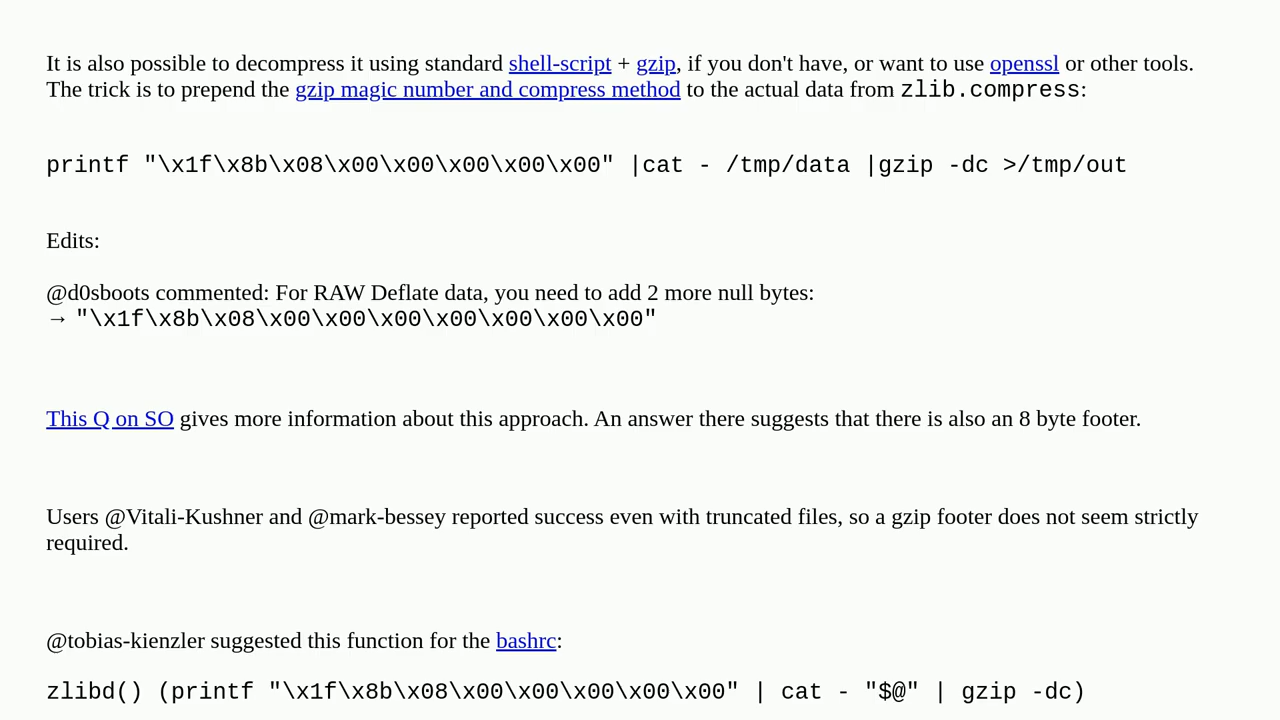 It is also possible to decompress it using standard shell-script + gzip, if you don't have, or want to use openssl or other tools.
The trick is to prepend the gzip magic number and compress method to the actual data from zlib.compress:
printf "\x1f\x8b\x08\x00\x00\x00\x00\x00" |cat - /tmp/data |gzip -dc >/tmp/out
Edits:
@d0sboots commented: For RAW Deflate data, you need to add 2 more null bytes:
→ "\x1f\x8b\x08\x00\x00\x00\x00\x00\x00\x00"
This Q on SO gives more information about this approach. An answer there suggests that there is also an 8 byte footer.
Users @Vitali-Kushner and @mark-bessey reported success even with truncated files, so a gzip footer does not seem strictly
required.
@tobias-kienzler suggested this function for the bashrc:
zlibd() (printf "\x1f\x8b\x08\x00\x00\x00\x00\x00" | cat - "$@" | gzip -dc)